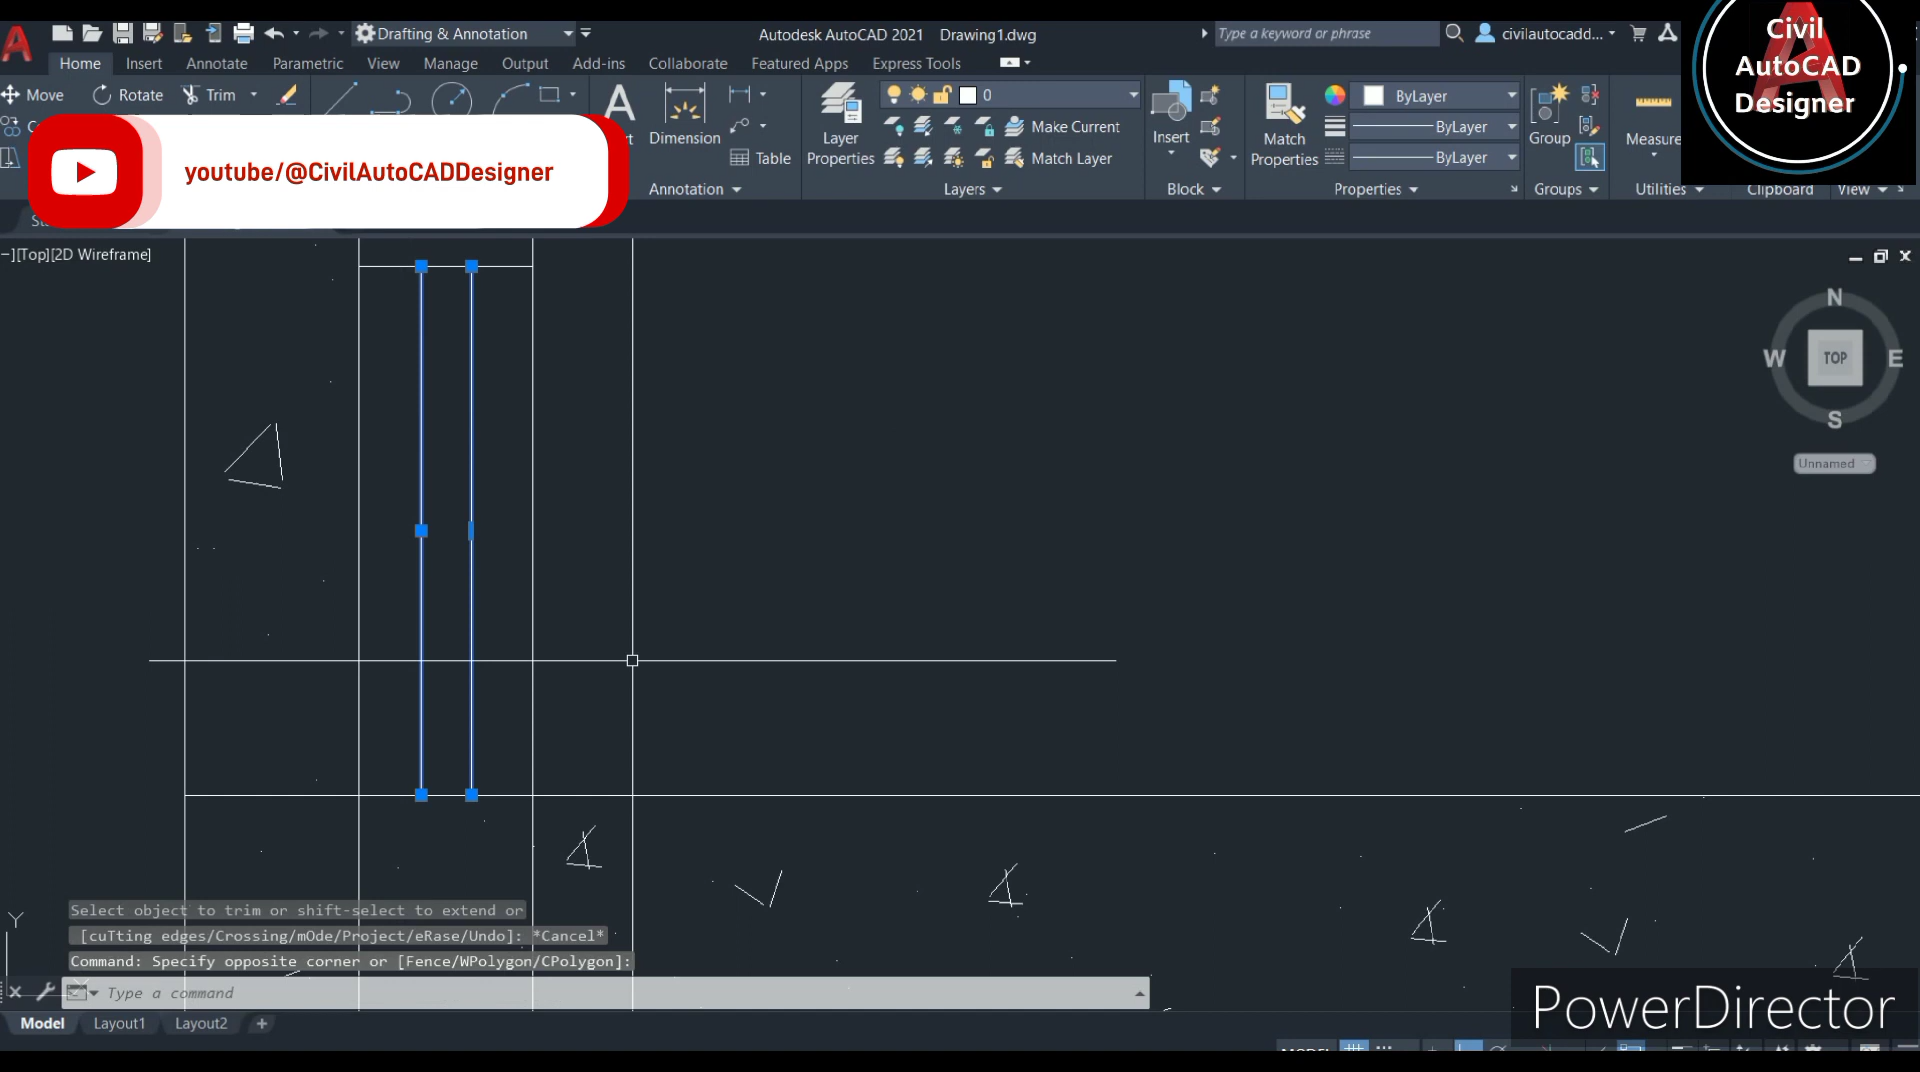 Drafting & Annotation
Autodesk AutoCAD 2021 Drawing1.dwg
Type a keyword or phrase
civilautocadd...
Civil
AutoCAD
Designer
Home Insert Annotate Parametric View Manage Output Add-ins Collaborate Featured Apps Express Tools
Move Rotate Trim
Dimension
Table
Annotation
Layer
Properties
0
Make Current
Match Layer
Layers
Insert
Block
Match
Properties
ByLayer
ByLayer
ByLayer
Properties
Group
Groups
Measure
Utilities
Clipboard
View
youtube/@CivilAutoCADDesigner
−][Top][2D Wireframe]
N
W TOP E
S
Unnamed
Y
Select object to trim or shift-select to extend or
[cuTting edges/Crossing/mOde/Project/eRase/Undo]: *Cancel*
Command: Specify opposite corner or [Fence/WPolygon/CPolygon]:
Type a command
Model Layout1 Layout2 +
PowerDirector
MODEL